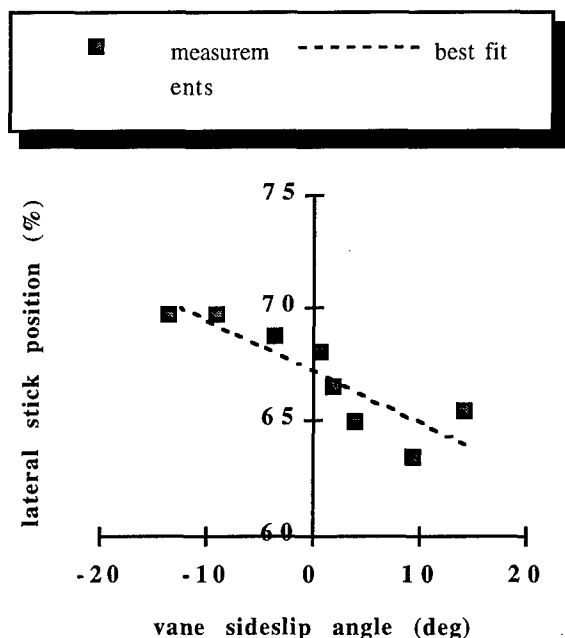 measurem
ents
best fit
lateral stick position (%)
75
70
65
60
-20 -10 0 10 20
vane sideslip angle (deg)